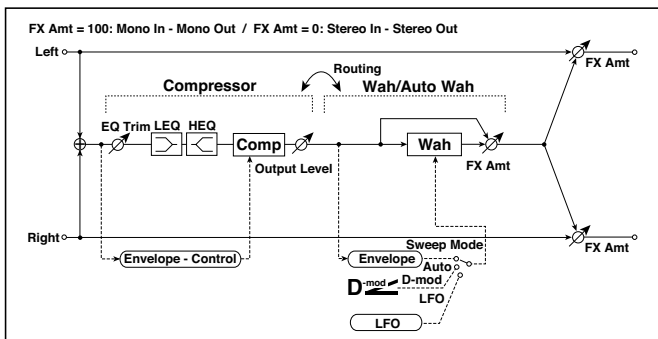 FX Amt = 100: Mono In - Mono Out / FX Amt = 0: Stereo In - Stereo Out
Left
FX Amt
Routing
Compressor
Wah/Auto Wah
EQ Trim
LEQ
HEQ
Comp
Output Level
Wah
FX Amt
Right
FX Amt
Envelope - Control
Envelope
Sweep Mode
Auto
D-mod
D-mod
LFO
LFO